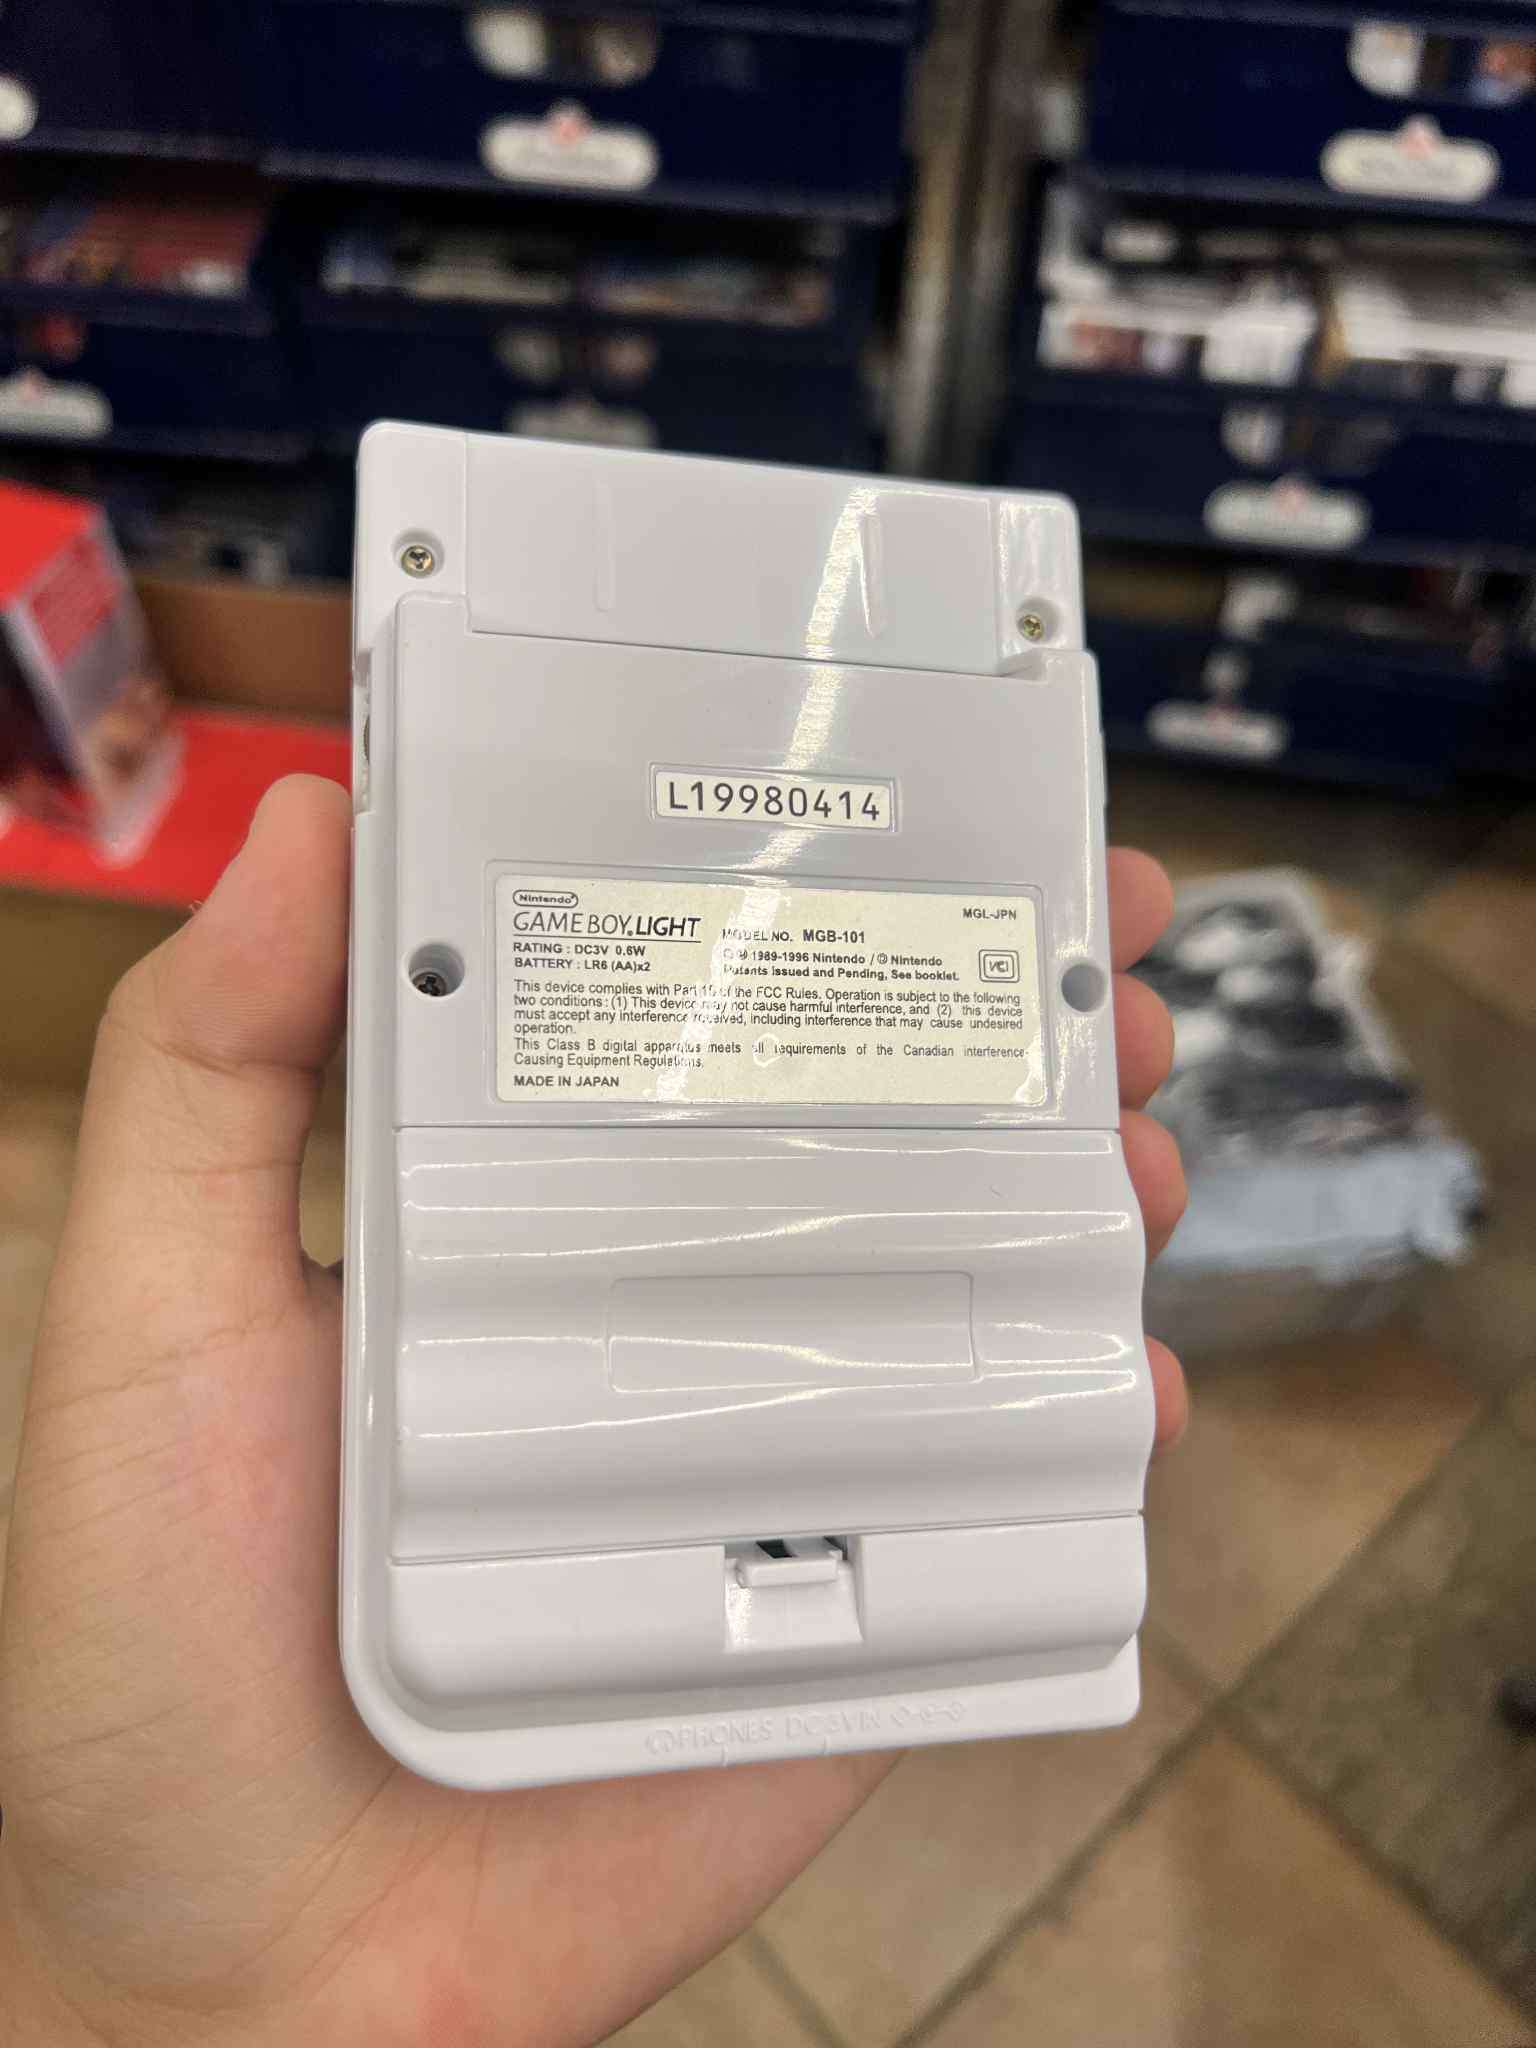 L19980414
Nintendo
GAME BOY LIGHT
MGL-JPN
MODEL NO. MGB-101
RATING : DC3V 0.6W
BATTERY : LR6 (AA)x2
1989-1996 Nintendo / Nintendo
Patents Issued and Pending, See booklet.
VCI
This device complies with Part 15 of the FCC Rules. Operation is subject to the following
two conditions : (1) This device may not cause harmful interference, and (2) this device
must accept any interference received, including interference that may cause undesired
operation.
This Class B digital apparatus meets all requirements of the Canadian interference-
Causing Equipment Regulations.
MADE IN JAPAN
PHONES DC3V IN